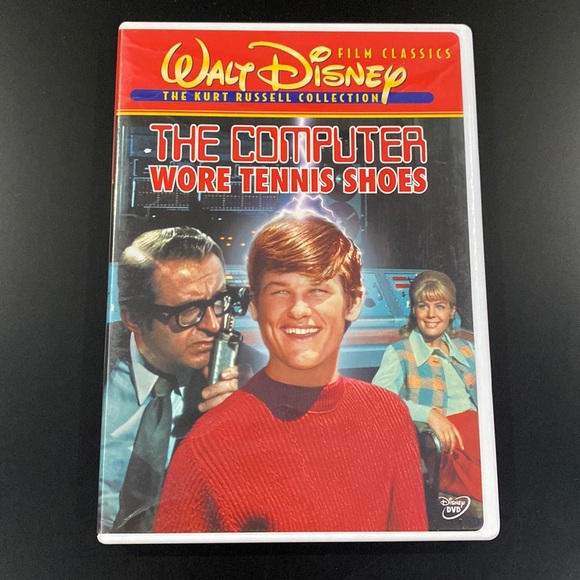 FILM CLASSICS
WALT DISNEY
THE KURT RUSSELL COLLECTION
THE COMPUTER
WORE TENNIS SHOES
Disney
DVD